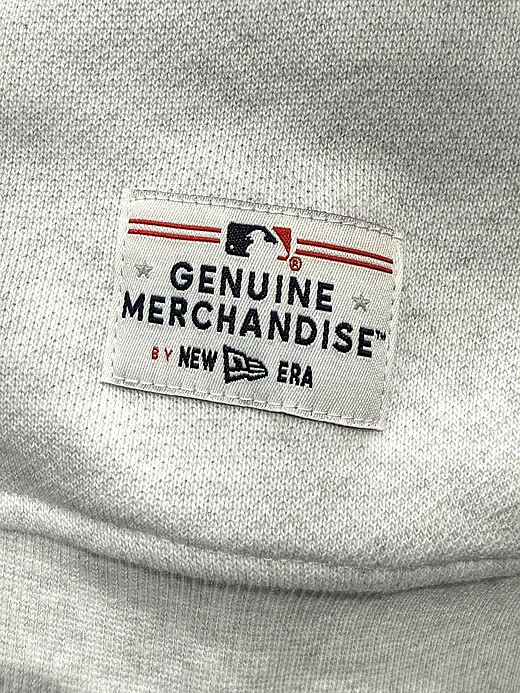 ®
GENUINE
MERCHANDISE™
BY NEW ERA